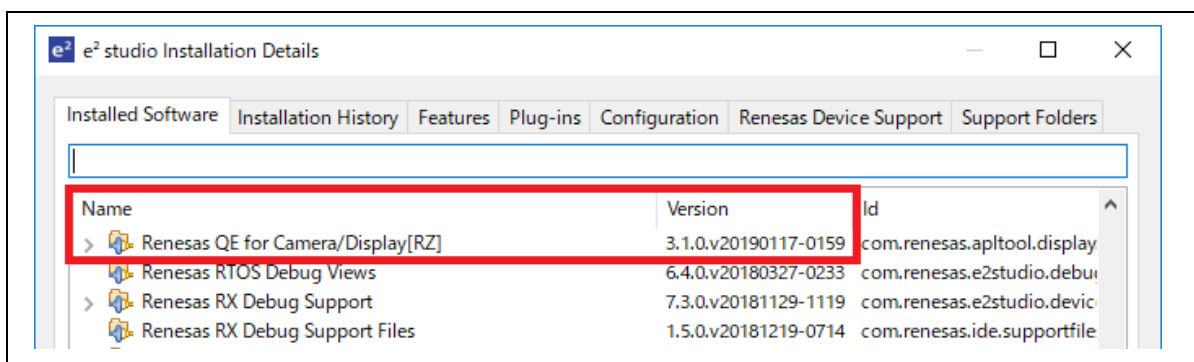 e² e² studio Installation Details
Installed Software Installation History Features Plug-ins Configuration Renesas Device Support Support Folders
Name Version Id
Renesas QE for Camera/Display[RZ] 3.1.0.v20190117-0159 com.renesas.apltool.display.
Renesas RTOS Debug Views 6.4.0.v20180327-0233 com.renesas.e2studio.debu
Renesas RX Debug Support 7.3.0.v20181129-1119 com.renesas.e2studio.devic
Renesas RX Debug Support Files 1.5.0.v20181219-0714 com.renesas.ide.supportfile